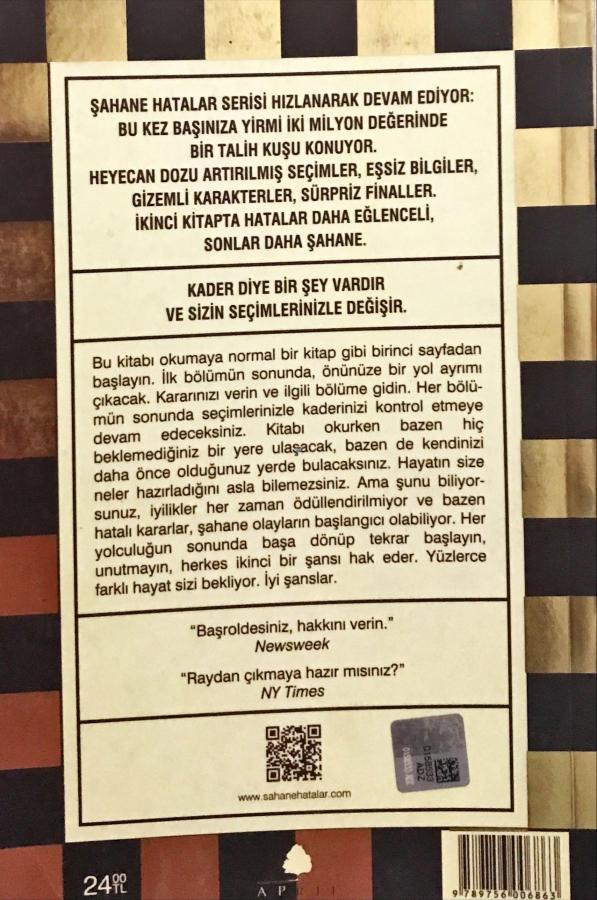 ŞAHANE HATALAR SERİSİ HIZLANARAK DEVAM EDİYOR:
BU KEZ BAŞINIZA YİRMİ İKİ MİLYON DEĞERİNDE
BİR TALİH KUŞU KONUYOR.
HEYECAN DOZU ARTIRILMIŞ SEÇİMLER, EŞSİZ BİLGİLER,
GİZEMLİ KARAKTERLER, SÜRPRİZ FİNALLER.
İKİNCİ KİTAPTA HATALAR DAHA EĞLENCELİ,
SONLAR DAHA ŞAHANE.
KADER DİYE BİR ŞEY VARDIR
VE SİZİN SEÇİMLERİNİZLE DEĞİŞİR.
Bu kitabı okumaya normal bir kitap gibi birinci sayfadan
başlayın. İlk bölümün sonunda, önünüze bir yol ayrımı
çıkacak. Kararınızı verin ve ilgili bölüme gidin. Her bölü-
mün sonunda seçimlerinizle kaderinizi kontrol etmeye
devam edeceksiniz. Kitabı okurken bazen hiç
beklemediğiniz bir yere ulaşacak, bazen de kendinizi
daha önce olduğunuz yerde bulacaksınız. Hayatın size
neler hazırladığını asla bilemezsiniz. Ama şunu biliyor-
sunuz, iyilikler her zaman ödüllendirilmiyor ve bazen
hatalı kararlar, şahane olayların başlangıcı olabiliyor. Her
yolculuğun sonunda başa dönüp tekrar başlayın,
unutmayın, herkes ikinci bir şansı hak eder. Yüzlerce
farklı hayat sizi bekliyor. İyi şanslar.
“Başroldesiniz, hakkını verin.”
Newsweek
“Raydan çıkmaya hazır mısınız?”
NY Times
www.sahanehatalar.com
0158533
ADZ
24 00 TL
APRIL
9 789756 006863